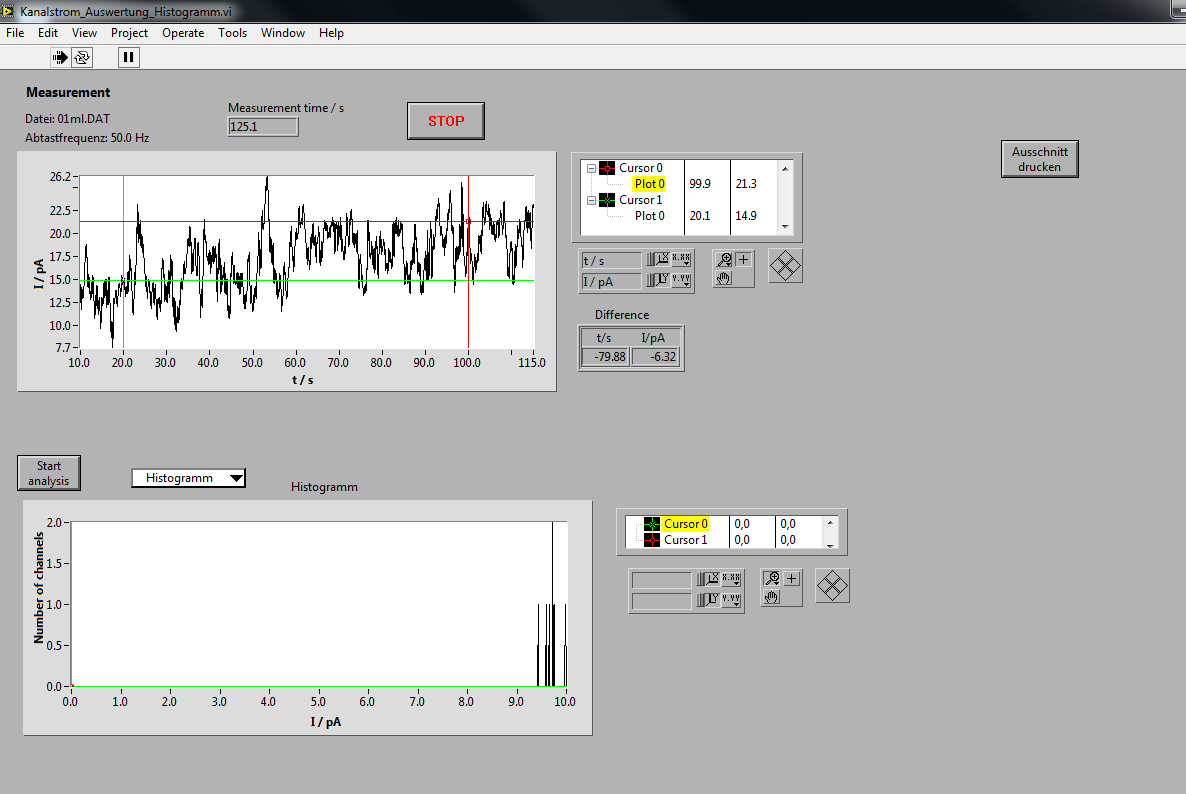 Kanalstrom_Auswertung_Histogramm.vi
File Edit View Project Operate Tools Window Help
Measurement
Datei: 01ml.DAT
Abtastfrequenz: 50.0 Hz
Measurement time / s
125.1
STOP
Ausschnitt
drucken
26.2
22.5
20.0
17.5
15.0
12.5
10.0
7.7
I / pA
10.0 20.0 30.0 40.0 50.0 60.0 70.0 80.0 90.0 100.0 115.0
t / s
Cursor 0
Plot 0 99.9 21.3
Cursor 1
Plot 0 20.1 14.9
t / s
X X.XX
I / pA
Y Y.YY
Difference
t/s I/pA
-79.88 -6.32
Start
analysis
Histogramm
Histogramm
2.0
1.5
1.0
0.5
0.0
Number of channels
0.0 1.0 2.0 3.0 4.0 5.0 6.0 7.0 8.0 9.0 10.0
I / pA
Cursor 0 0,0 0,0
Cursor 1 0,0 0,0
X X.XX
Y Y.YY